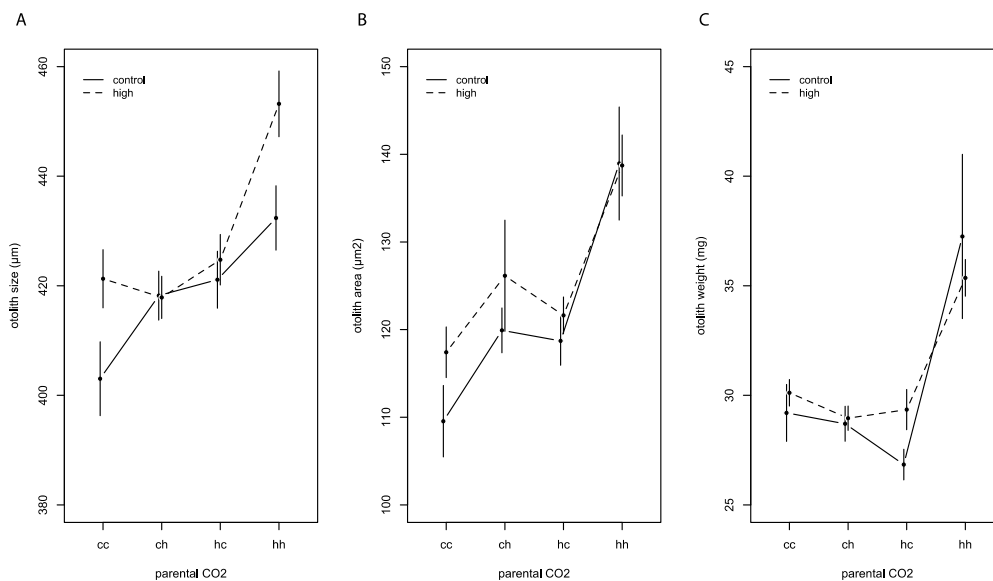 A
otolith size (µm)
460
440
420
400
380
control
high
cc ch hc hh
parental CO2
B
otolith area (µm2)
150
140
130
120
110
100
control
high
cc ch hc hh
parental CO2
C
otolith weight (mg)
45
40
35
30
25
control
high
cc ch hc hh
parental CO2